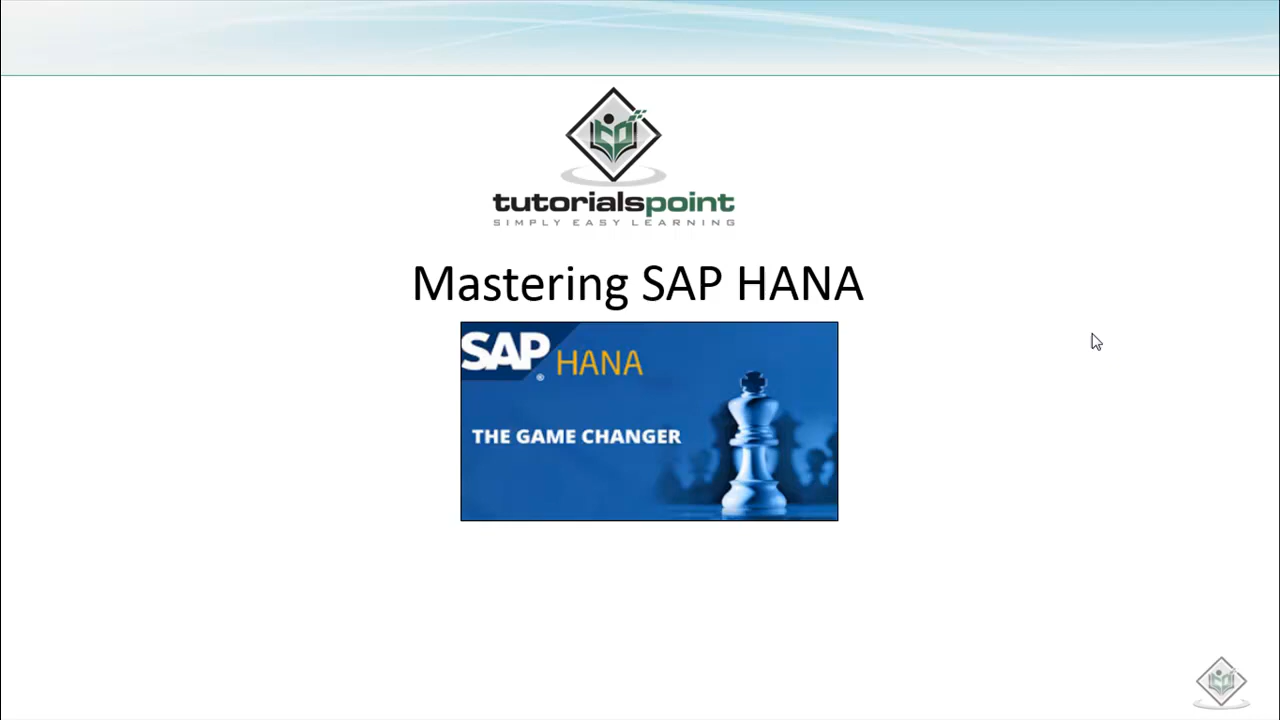 tutorialspoint
SIMPLY EASY LEARNING
Mastering SAP HANA
SAP® HANA
THE GAME CHANGER